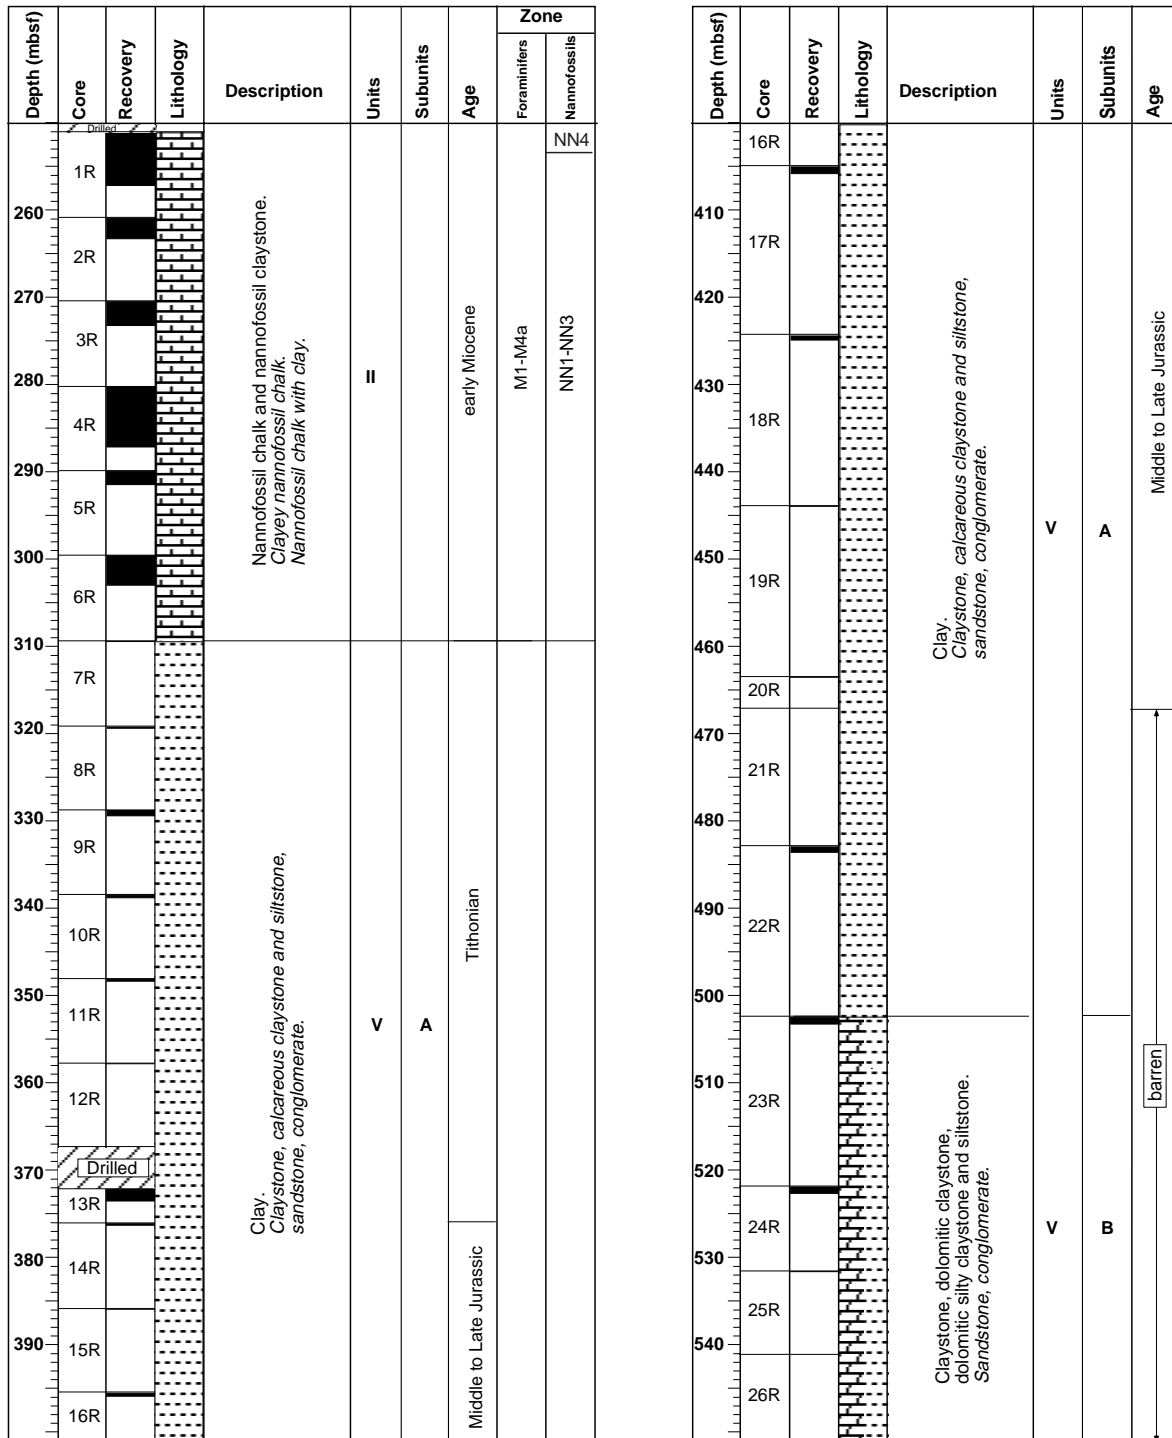 Depth (mbsf)
Core
Recovery
Lithology
Description
Units
Subunits
Age
Zone
Foraminifers
Nannofossils
Drilled
1R
2R
3R
4R
5R
6R
7R
8R
9R
10R
11R
12R
Drilled
13R
14R
15R
16R
260
270
280
290
300
310
320
330
340
350
360
370
380
390
Nannofossil chalk and nannofossil claystone.
Clayey nannofossil chalk.
Nannofossil chalk with clay.
II
early Miocene
M1-M4a
NN4
NN1-NN3
Clay.
Claystone, calcareous claystone and siltstone,
sandstone, conglomerate.
V
A
Tithonian
Middle to Late Jurassic
Depth (mbsf)
Core
Recovery
Lithology
Description
Units
Subunits
Age
16R
17R
18R
19R
20R
21R
22R
23R
24R
25R
26R
410
420
430
440
450
460
470
480
490
500
510
520
530
540
Clay.
Claystone, calcareous claystone and siltstone,
sandstone, conglomerate.
V
A
Middle to Late Jurassic
Claystone, dolomitic claystone,
dolomitic silty claystone and siltstone.
Sandstone, conglomerate.
V
B
barren